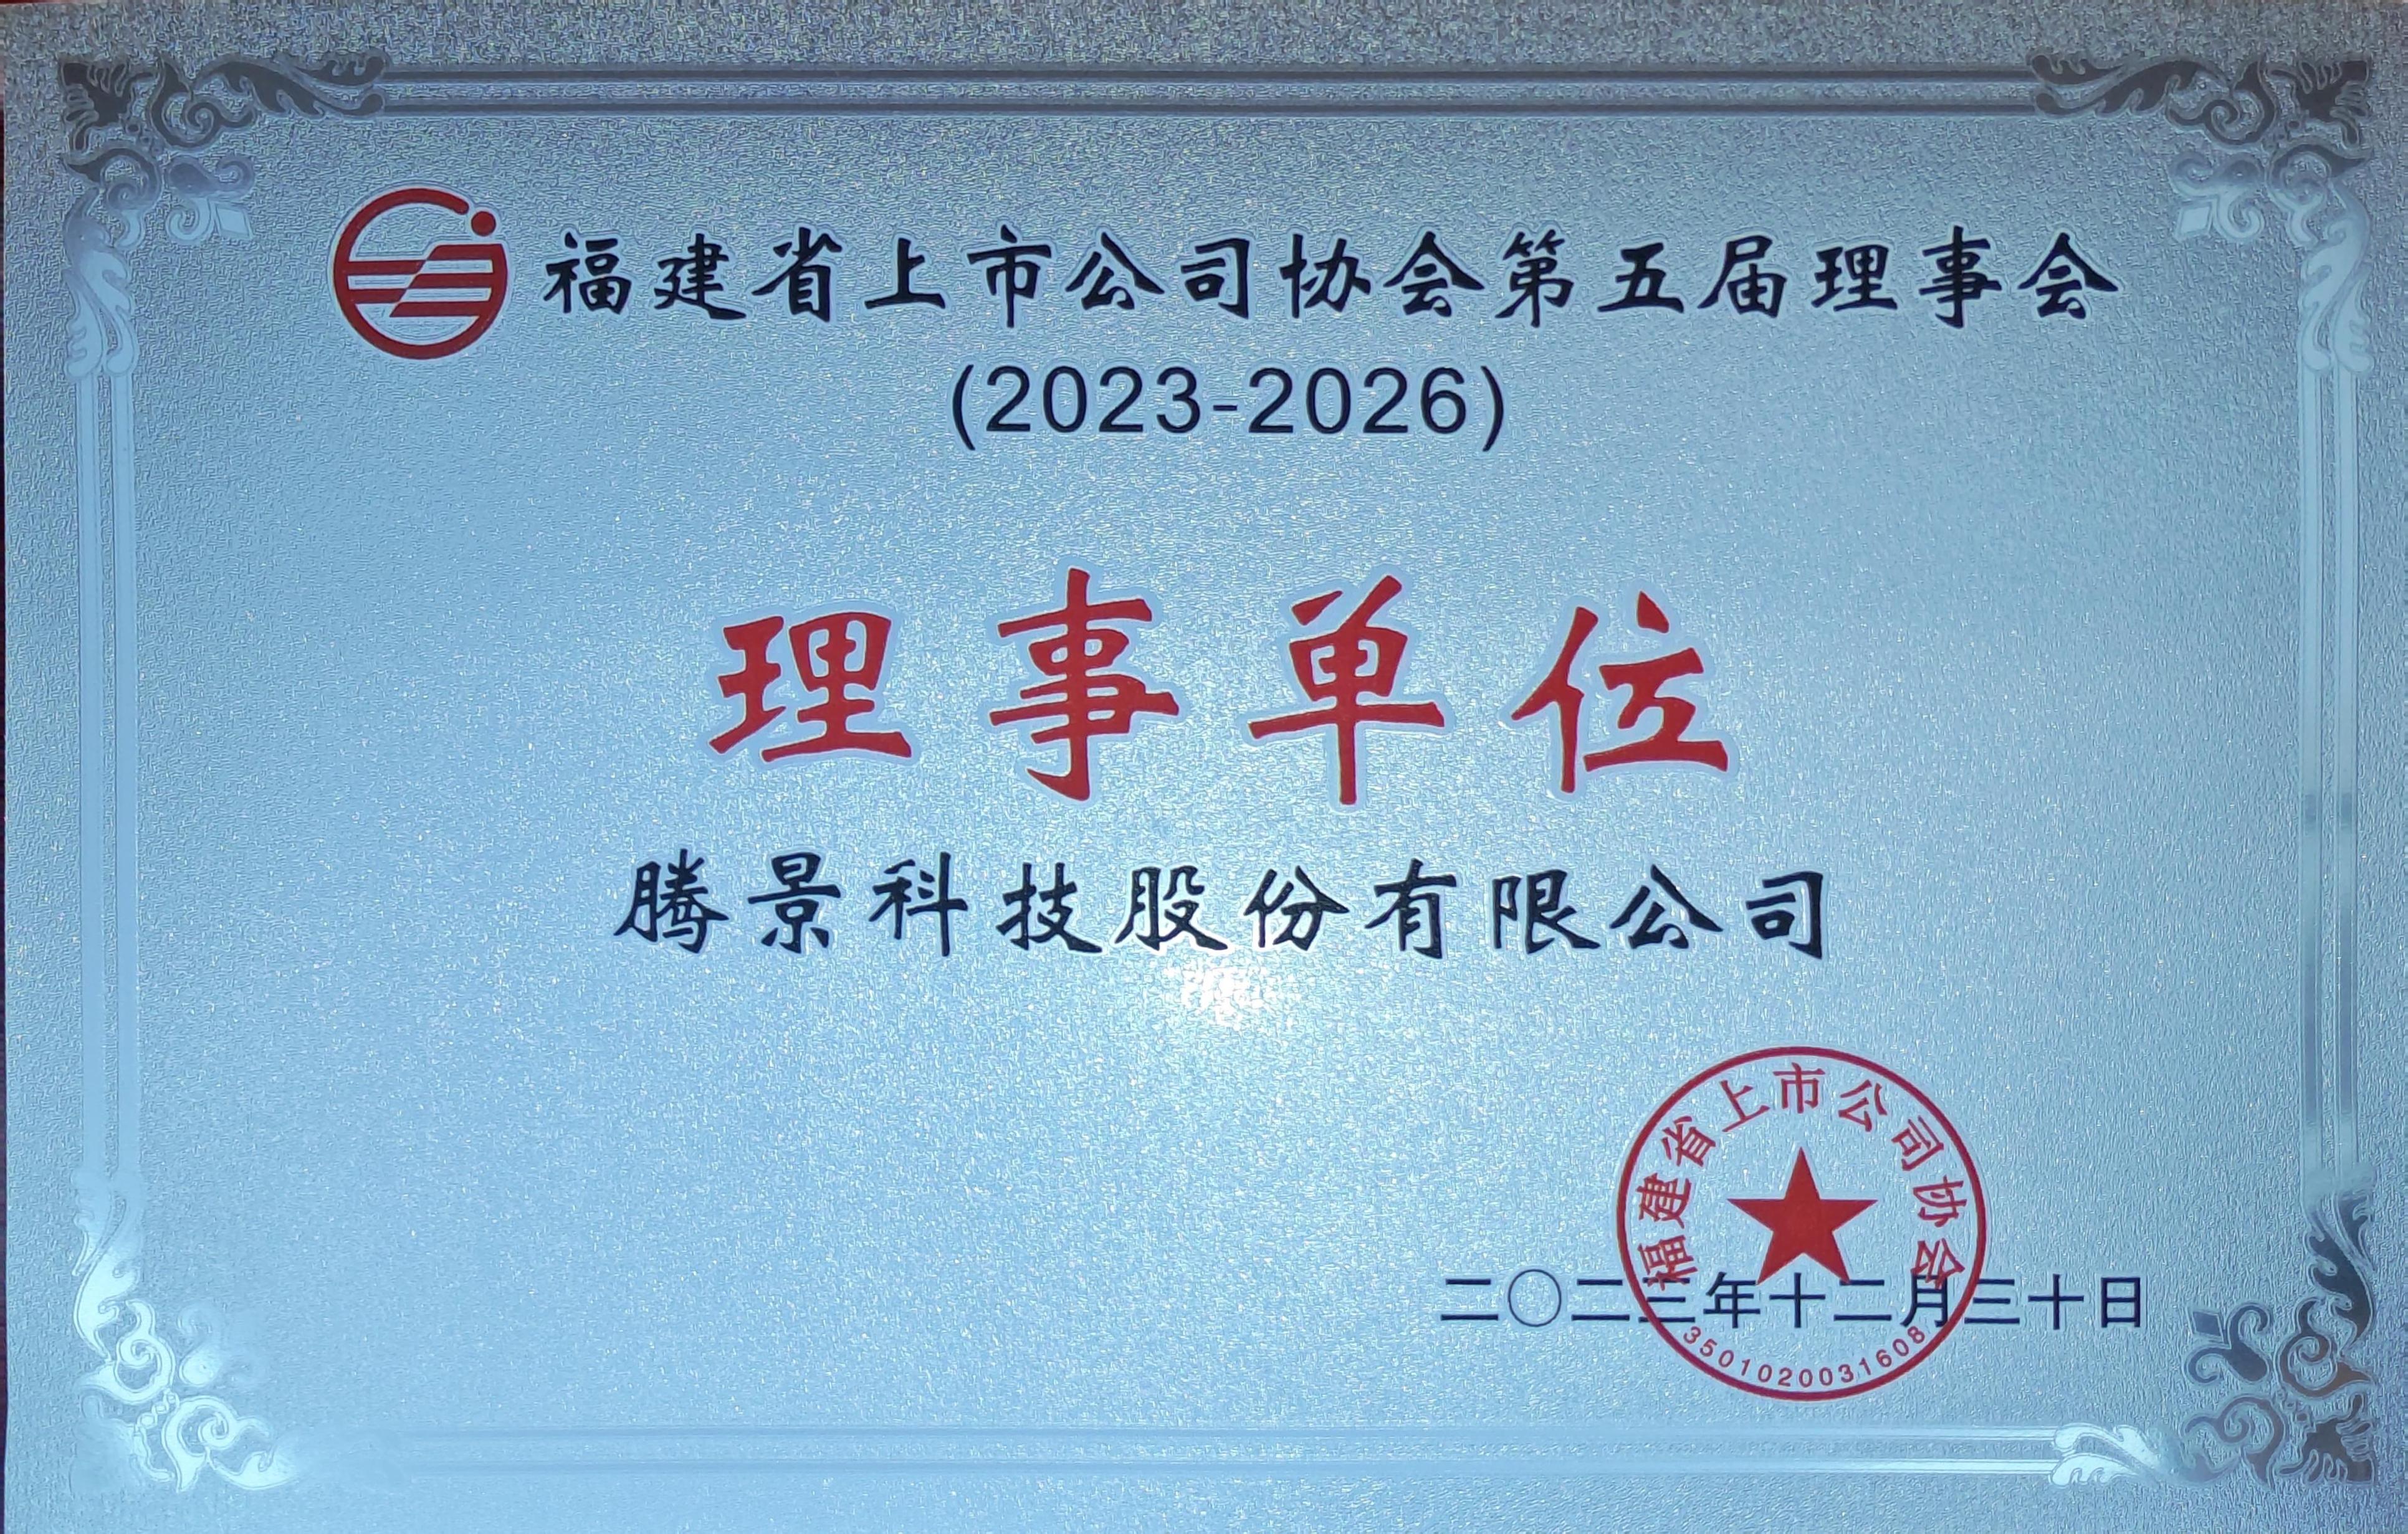 福建省上市公司协会第五届理事会
(2023-2026)
理事单位
腾景科技股份有限公司
福建省上市公司协会
二〇二三年十二月三十日
3501020031608